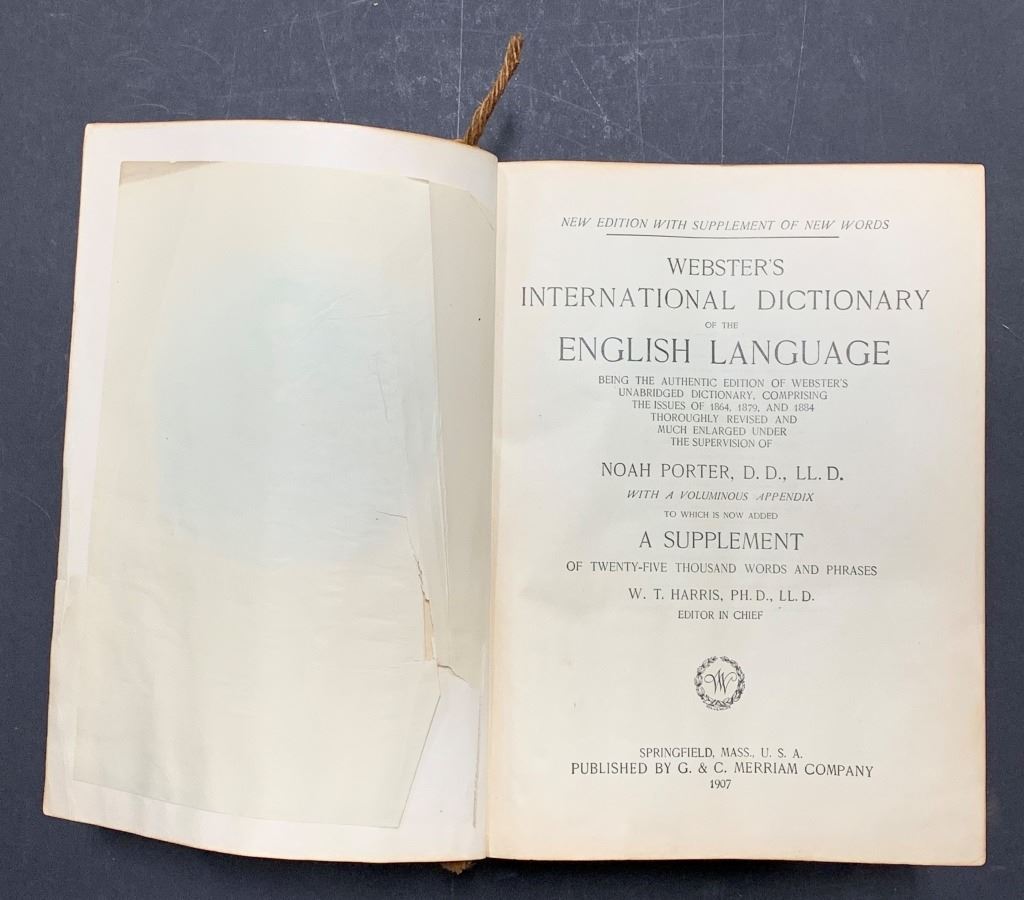 NEW EDITION WITH SUPPLEMENT OF NEW WORDS
WEBSTER'S
INTERNATIONAL DICTIONARY
OF THE
ENGLISH LANGUAGE
BEING THE AUTHENTIC EDITION OF WEBSTER'S
UNABRIDGED DICTIONARY, COMPRISING
THE ISSUES OF 1864, 1879, AND 1884
THOROUGHLY REVISED AND
MUCH ENLARGED UNDER
THE SUPERVISION OF
NOAH PORTER, D. D., LL. D.
WITH A VOLUMINOUS APPENDIX
TO WHICH IS NOW ADDED
A SUPPLEMENT
OF TWENTY-FIVE THOUSAND WORDS AND PHRASES
W. T. HARRIS, PH. D., LL. D.
EDITOR IN CHIEF
W
SPRINGFIELD, MASS., U. S. A.
PUBLISHED BY G. & C. MERRIAM COMPANY
1907